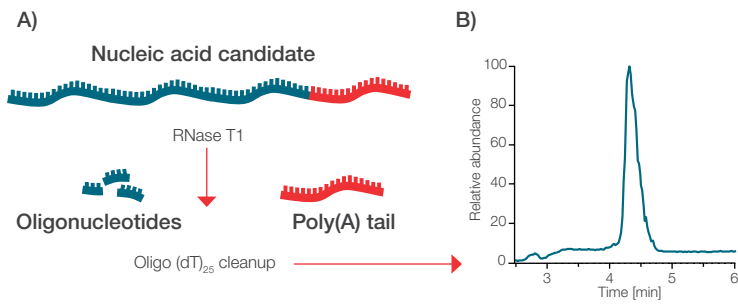 A)
Nucleic acid candidate
RNase T1
Oligonucleotides
Poly(A) tail
Oligo (dT)25 cleanup
B)
Relative abundance
100
80
60
40
20
0
3
4
5
6
Time [min]